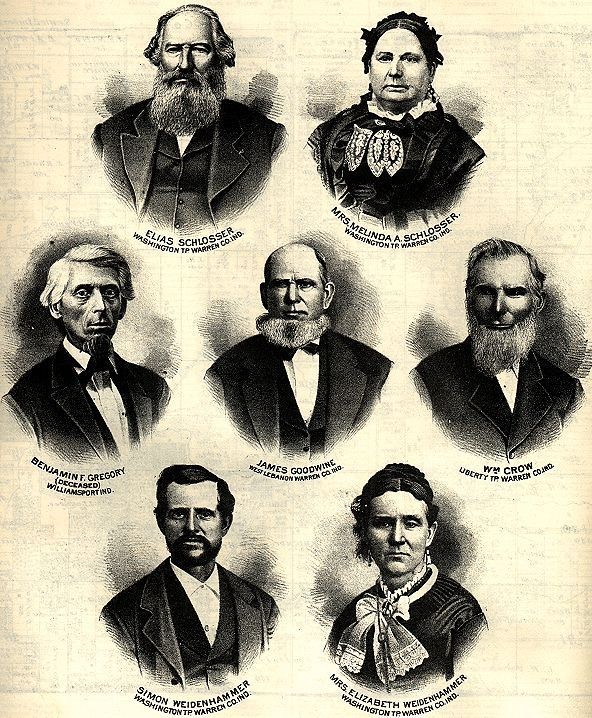 ELIAS SCHLOSSER
WASHINGTON TP. WARREN CO. IND.
MRS. MELINDA A. SCHLOSSER.
WASHINGTON TP. WARREN CO. IND.
BENJAMIN F. GREGORY
(DECEASED)
WILLIAMSPORT IND.
JAMES GOODWINE
WEST LEBANON WARREN CO. IND.
WM CROW
LIBERTY TP. WARREN CO. IND.
SIMON WEIDENHAMMER
WASHINGTON TP. WARREN CO. IND.
MRS. ELIZABETH WEIDENHAMMER
WASHINGTON TP. WARREN CO. IND.